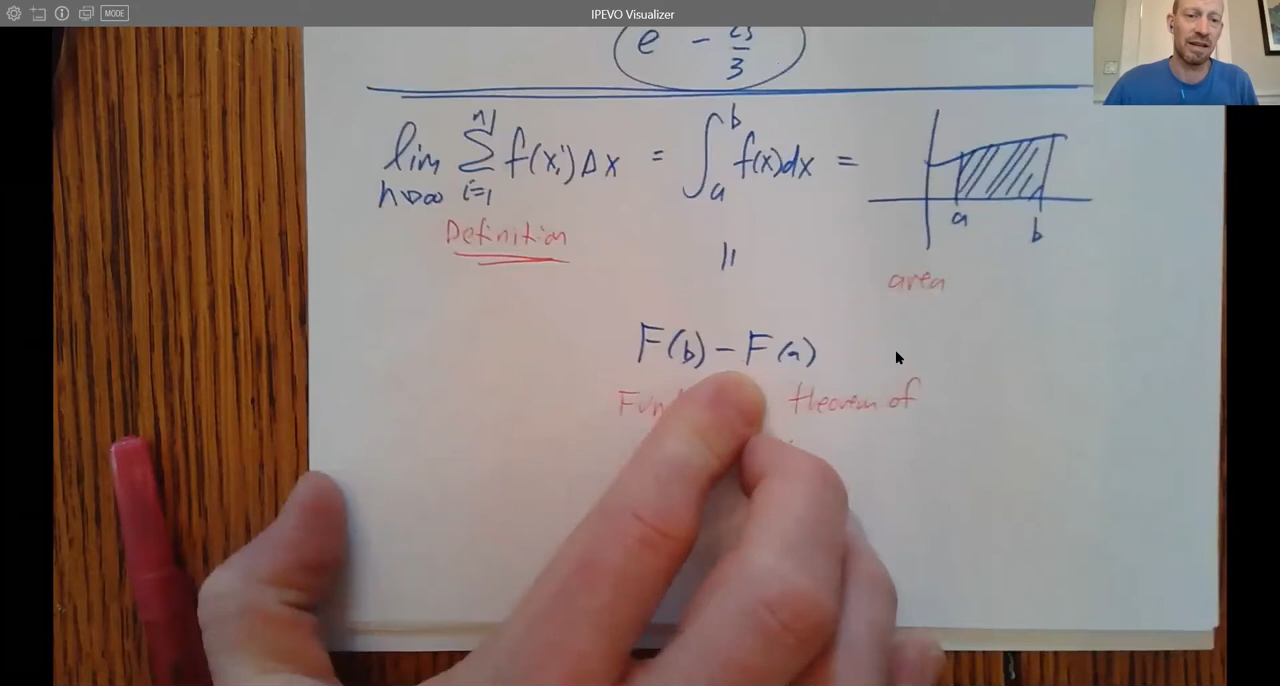 MODE
IPEVO Visualizer
e - 3
lim n→∞ Σ i=1 n f(xi) Δx = ∫ a b f(x)dx =
a b
Definition
||
area
F(b) - F(a)
theorem of